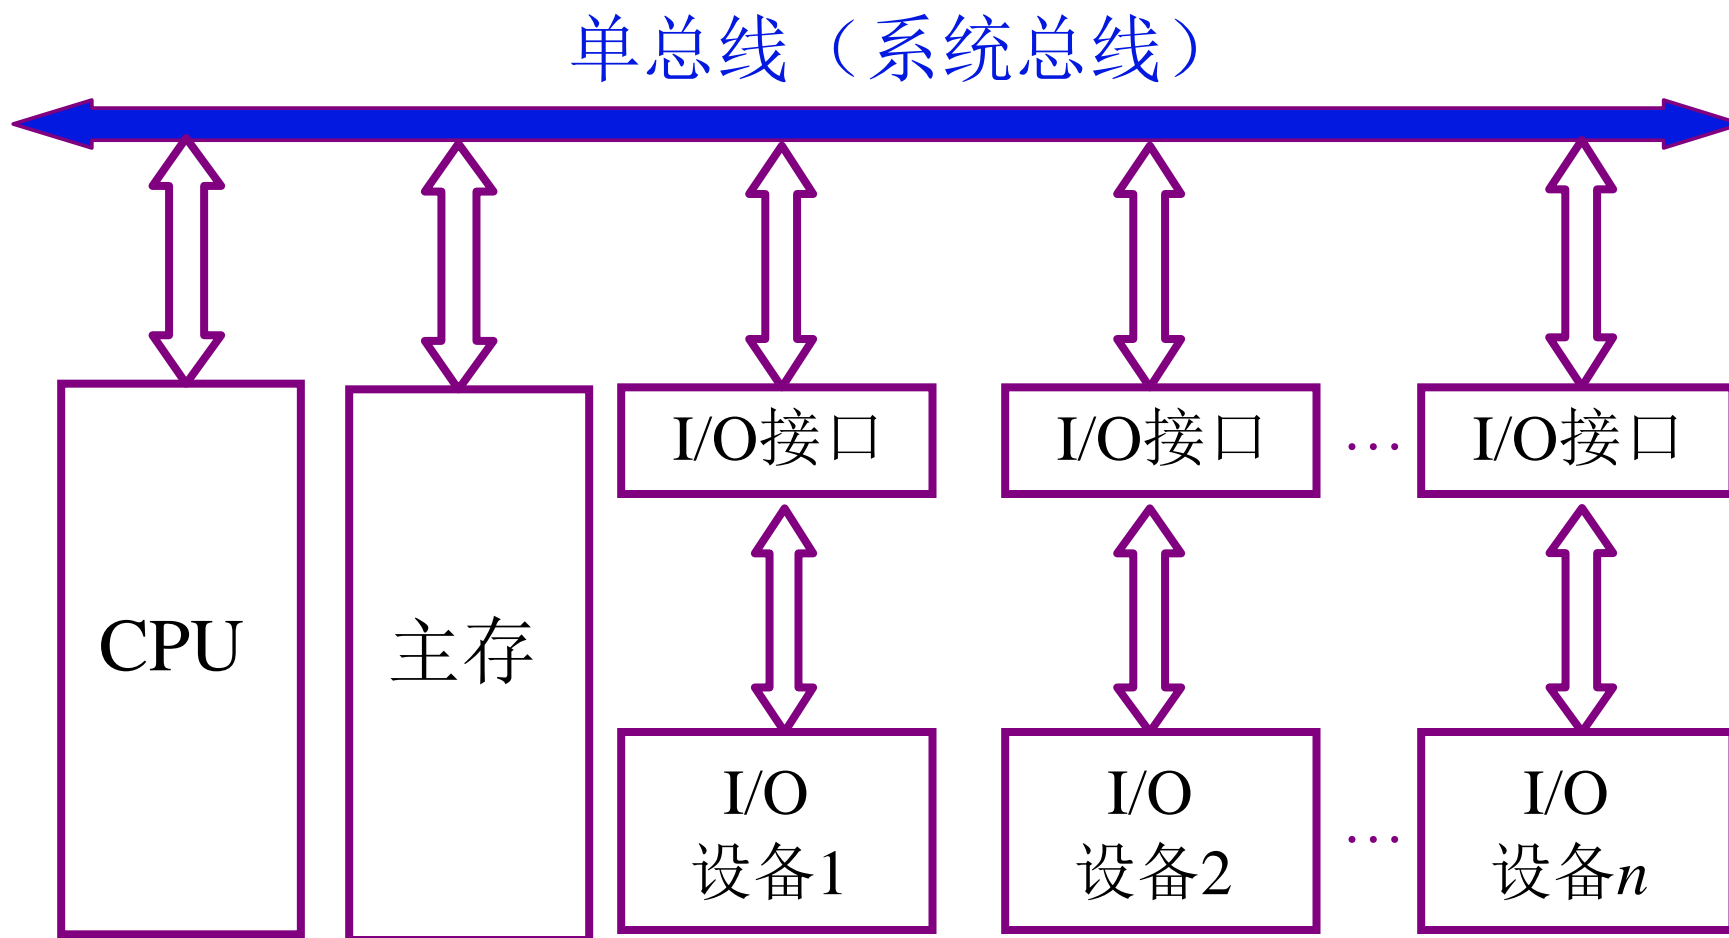 单总线（系统总线）
I/O接口
I/O接口
…
I/O接口
CPU
主存
I/O
设备1
I/O
设备2
…
I/O
设备n